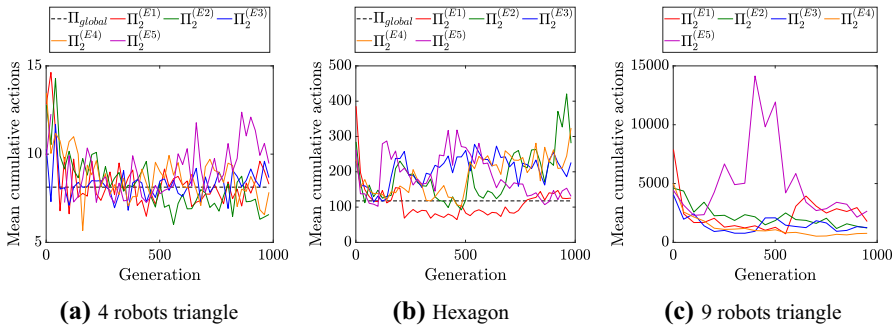 Π_global Π_2^(E1) Π_2^(E2) Π_2^(E3)
Π_2^(E4) Π_2^(E5)
15
10
5
Mean cumulative actions
0 500 1000
Generation
(a) 4 robots triangle
Π_global Π_2^(E1) Π_2^(E2) Π_2^(E3)
Π_2^(E4) Π_2^(E5)
500
400
300
200
100
0
Mean cumulative actions
0 500 1000
Generation
(b) Hexagon
Π_2^(E1) Π_2^(E2) Π_2^(E3) Π_2^(E4)
Π_2^(E5)
15000
10000
5000
0
Mean cumulative actions
0 500 1000
Generation
(c) 9 robots triangle